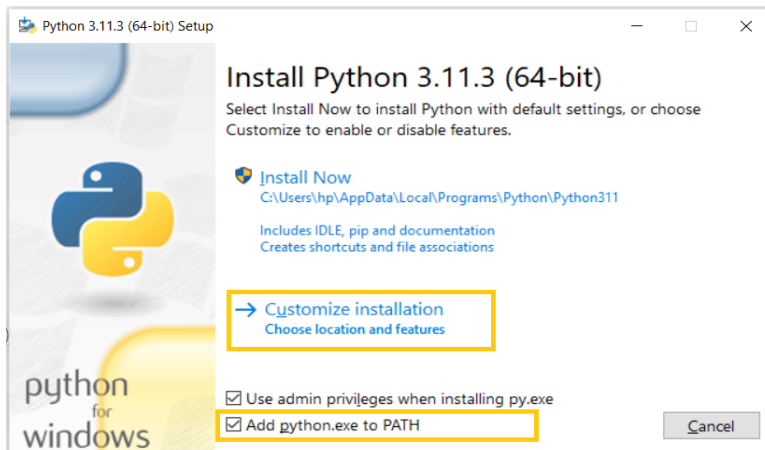 Python 3.11.3 (64-bit) Setup
Install Python 3.11.3 (64-bit)
Select Install Now to install Python with default settings, or choose
Customize to enable or disable features.
Install Now
C:\Users\hp\AppData\Local\Programs\Python\Python311
Includes IDLE, pip and documentation
Creates shortcuts and file associations
Customize installation
Choose location and features
python
for
windows
Use admin privileges when installing py.exe
Add python.exe to PATH
Cancel